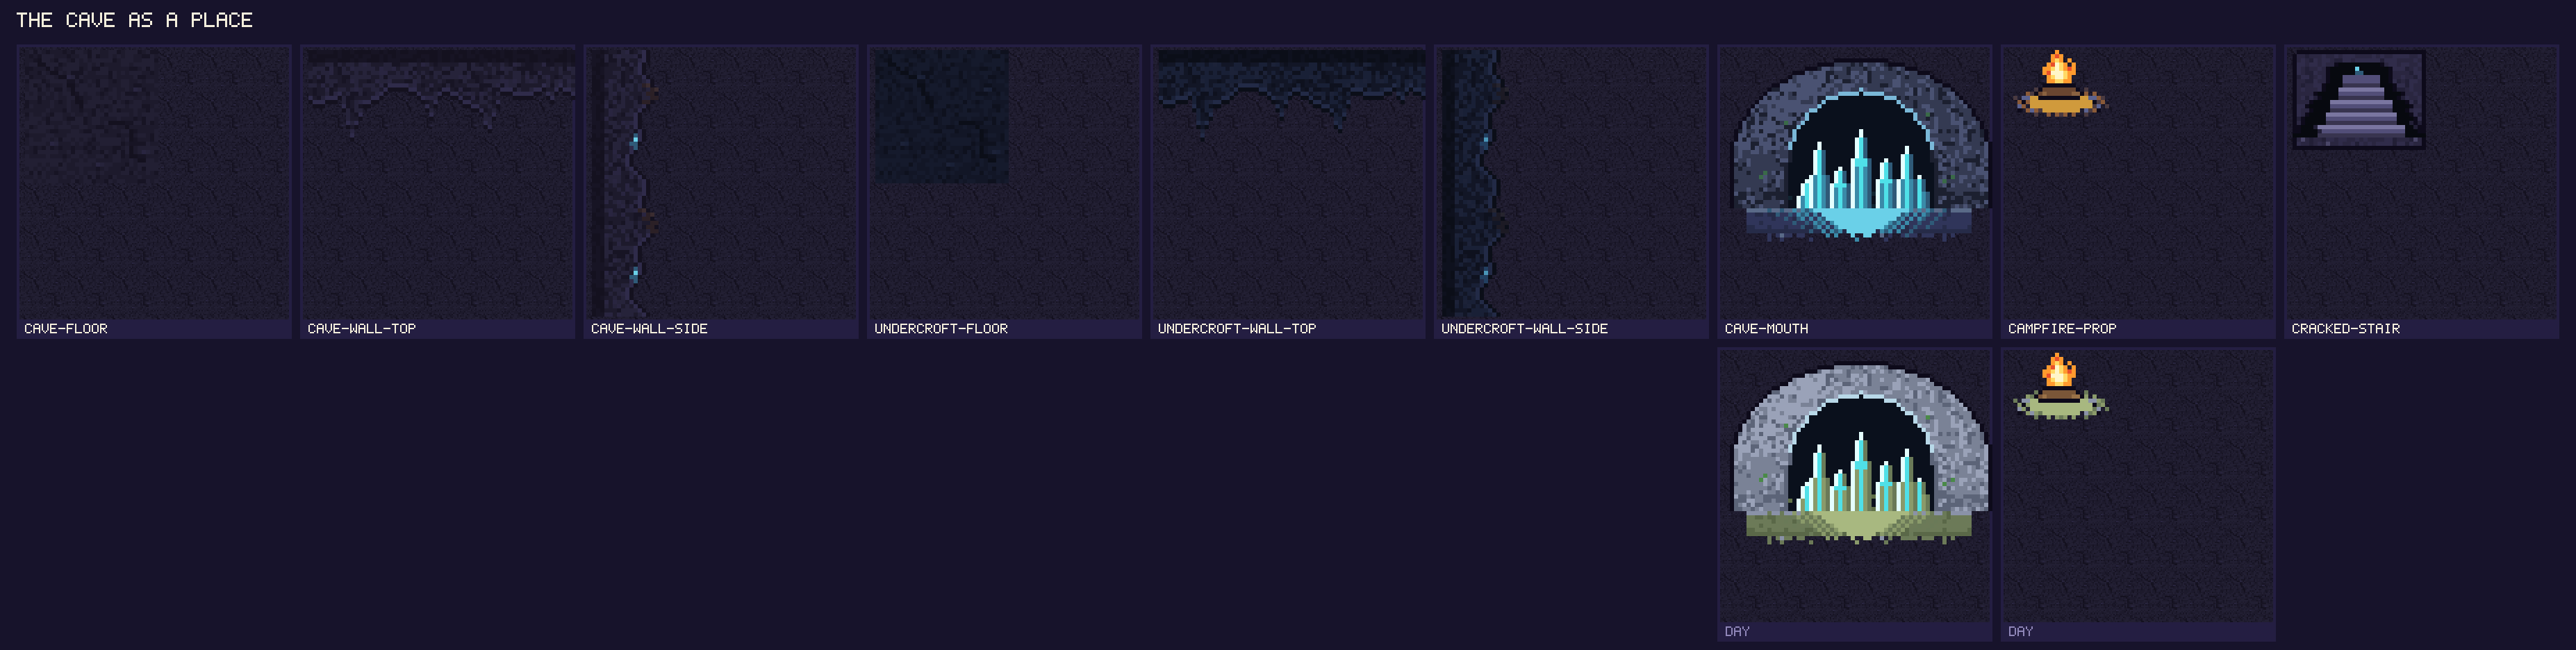 THE CAVE AS A PLACE
CAVE-FLOOR
CAVE-WALL-TOP
CAVE-WALL-SIDE
UNDERCROFT-FLOOR
UNDERCROFT-WALL-TOP
UNDERCROFT-WALL-SIDE
CAVE-MOUTH
CAMPFIRE-PROP
CRACKED-STAIR
DAY
DAY